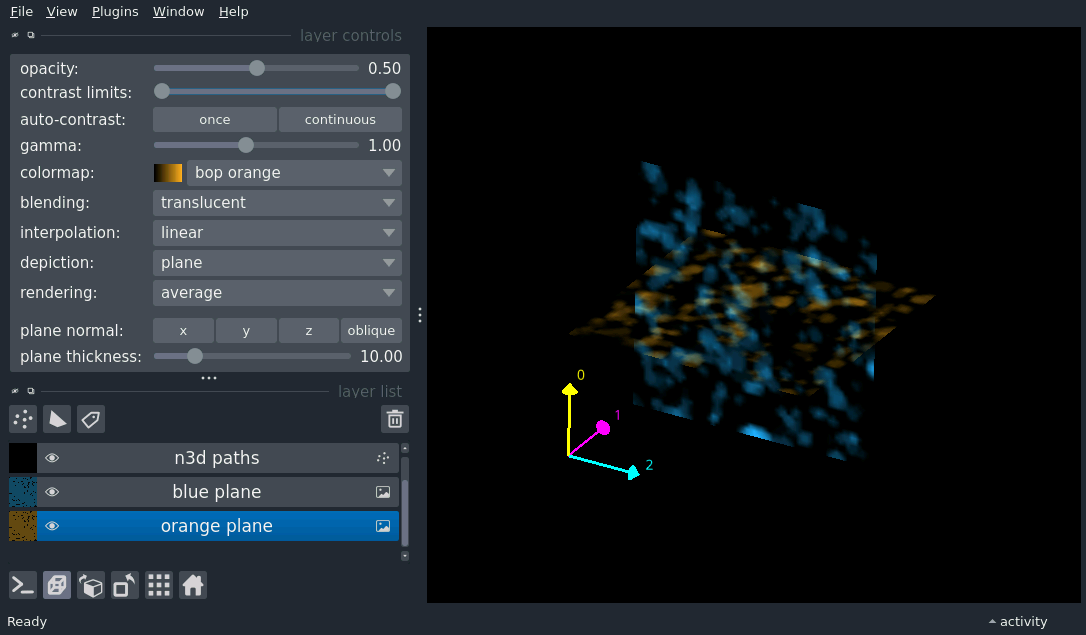 File View Plugins Window Help
layer controls
opacity: 0.50
contrast limits:
auto-contrast: once continuous
gamma: 1.00
colormap: bop orange
blending: translucent
interpolation: linear
depiction: plane
rendering: average
plane normal: x y z oblique
plane thickness: 10.00
layer list
n3d paths
blue plane
orange plane
0
1
2
Ready
activity